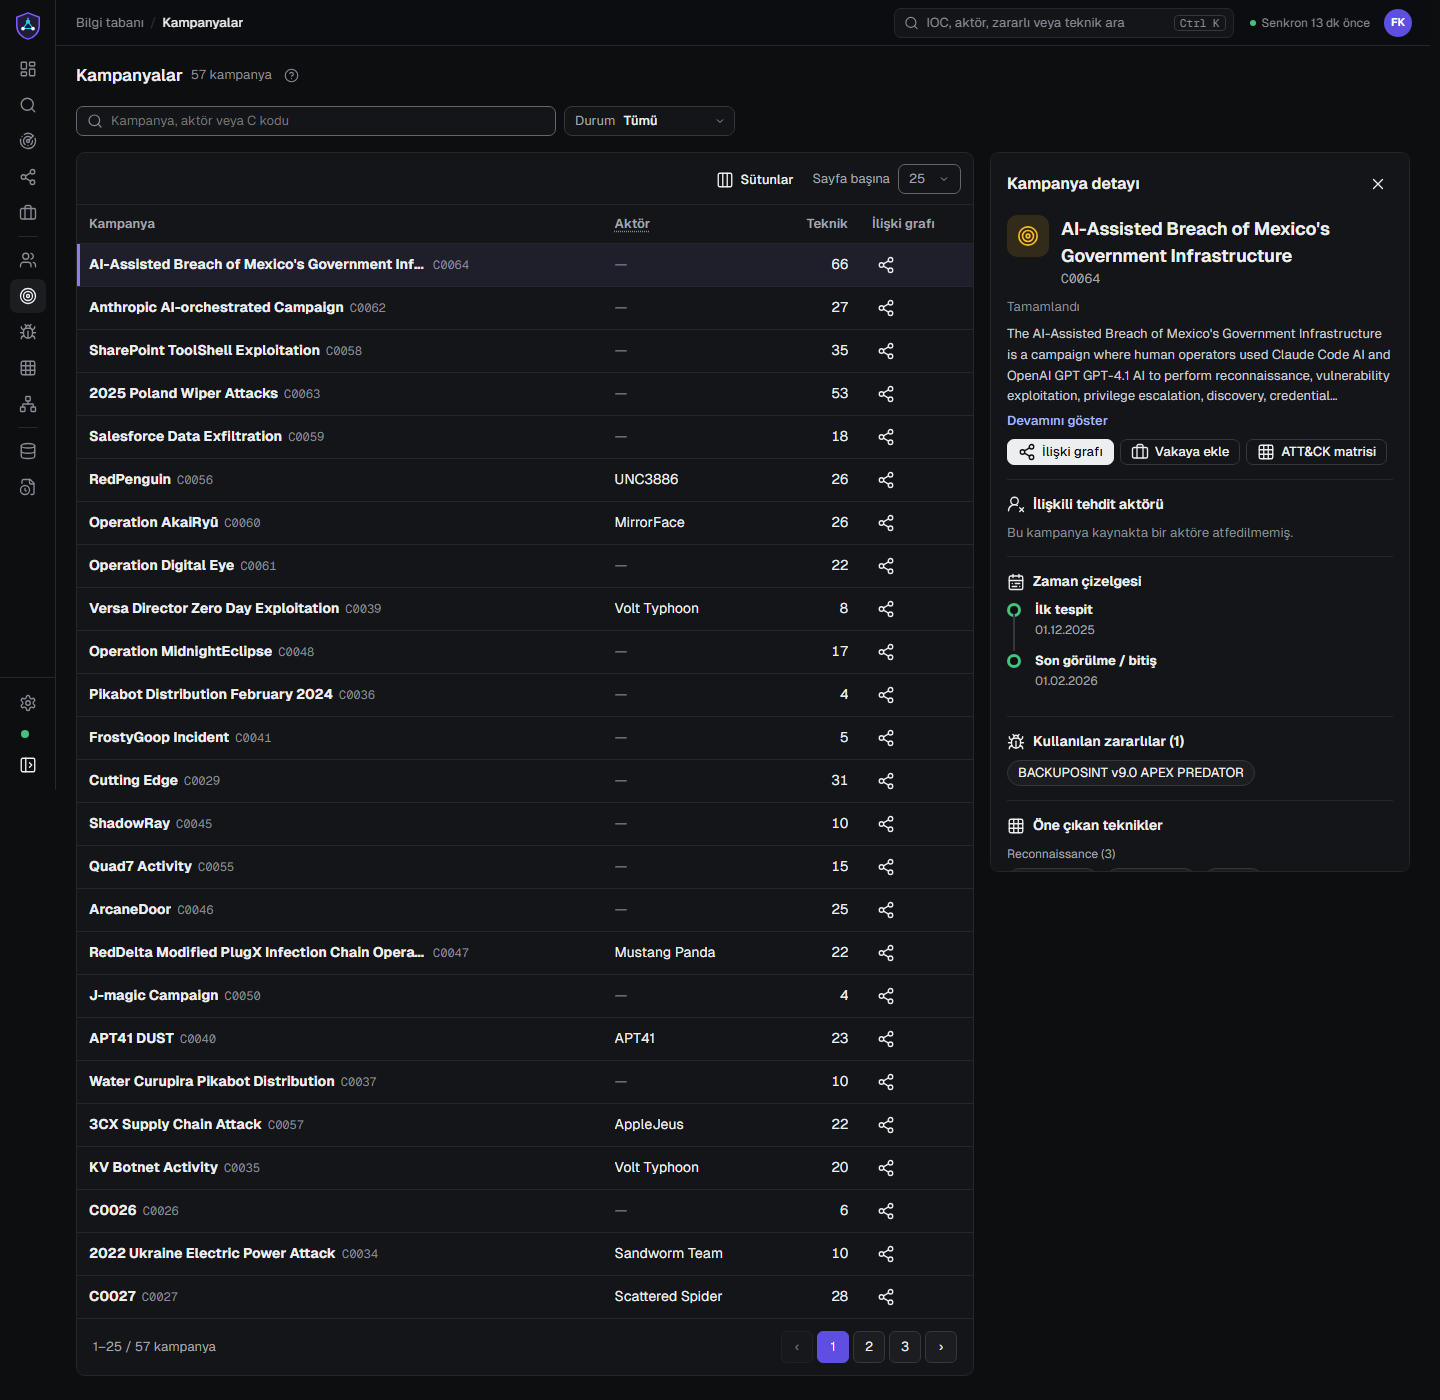 Bilgi tabanı / Kampanyalar
IOC, aktör, zararlı veya teknik ara
Ctrl K
Senkron 13 dk önce
FK
Kampanyalar 57 kampanya
Kampanya, aktör veya C kodu
Durum Tümü
Sütunlar
Sayfa başına 25
Kampanya Aktör Teknik İlişki grafı
AI-Assisted Breach of Mexico's Government Inf... C0064 — 66
Anthropic AI-orchestrated Campaign C0062 — 27
SharePoint ToolShell Exploitation C0058 — 35
2025 Poland Wiper Attacks C0063 — 53
Salesforce Data Exfiltration C0059 — 18
RedPenguin C0056 UNC3886 26
Operation AkaiRyū C0060 MirrorFace 26
Operation Digital Eye C0061 — 22
Versa Director Zero Day Exploitation C0039 Volt Typhoon 8
Operation MidnightEclipse C0048 — 17
Pikabot Distribution February 2024 C0036 — 4
FrostyGoop Incident C0041 — 5
Cutting Edge C0029 — 31
ShadowRay C0045 — 10
Quad7 Activity C0055 — 15
ArcaneDoor C0046 — 25
RedDelta Modified PlugX Infection Chain Opera... C0047 Mustang Panda 22
J-magic Campaign C0050 — 4
APT41 DUST C0040 APT41 23
Water Curupira Pikabot Distribution C0037 — 10
3CX Supply Chain Attack C0057 AppleJeus 22
KV Botnet Activity C0035 Volt Typhoon 20
C0026 C0026 — 6
2022 Ukraine Electric Power Attack C0034 Sandworm Team 10
C0027 C0027 Scattered Spider 28
1–25 / 57 kampanya
‹ 1 2 3 ›
Kampanya detayı
AI-Assisted Breach of Mexico's
Government Infrastructure
C0064
Tamamlandı
The AI-Assisted Breach of Mexico's Government Infrastructure
is a campaign where human operators used Claude Code AI and
OpenAI GPT GPT-4.1 AI to perform reconnaissance, vulnerability
exploitation, privilege escalation, discovery, credential...
Devamını göster
İlişki grafı
Vakaya ekle
ATT&CK matrisi
İlişkili tehdit aktörü
Bu kampanya kaynakta bir aktöre atfedilmemiş.
Zaman çizelgesi
İlk tespit
01.12.2025
Son görülme / bitiş
01.02.2026
Kullanılan zararlılar (1)
BACKUPOSINT v9.0 APEX PREDATOR
Öne çıkan teknikler
Reconnaissance (3)